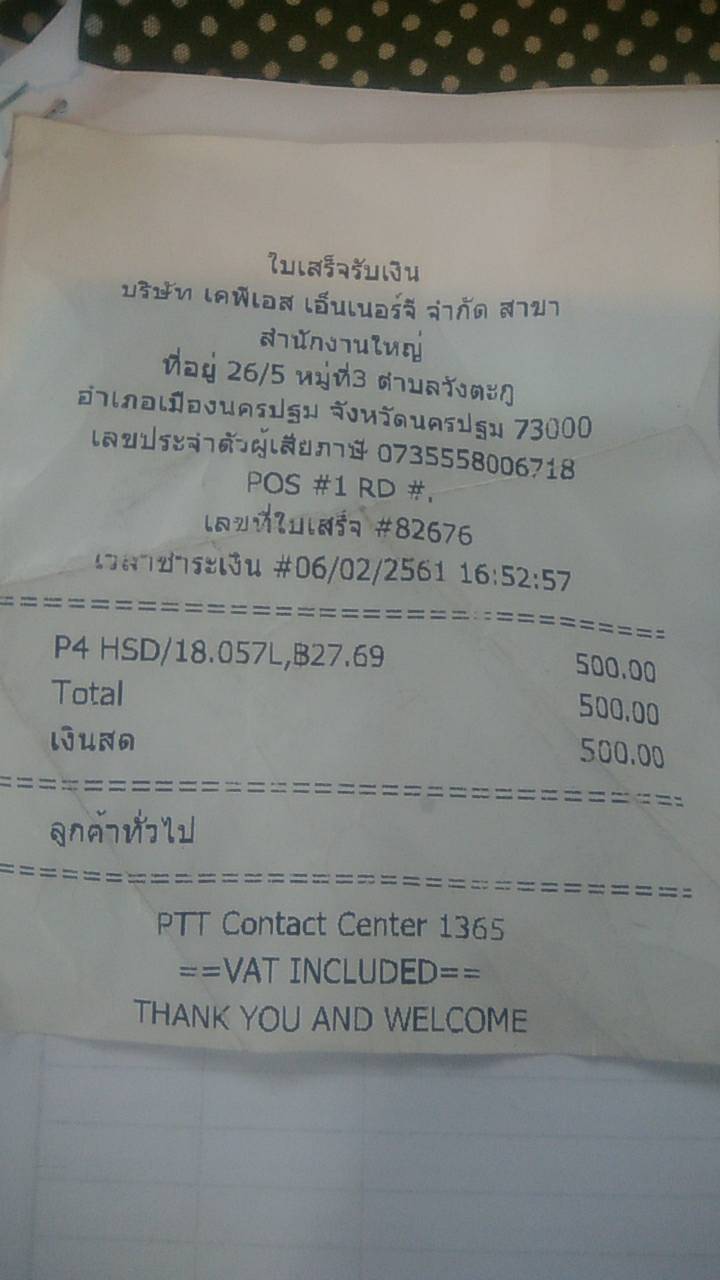 ใบเสร็จรับเงิน
บริษัท เคพีเอส เอ็นเนอร์จี จำกัด สาขา
สำนักงานใหญ่
ที่อยู่ 26/5 หมู่ที่3 ตำบลวังตะกู
อำเภอเมืองนครปฐม จังหวัดนครปฐม 73000
เลขประจำตัวผู้เสียภาษี 0735558006718
POS #1 RD #.
เลขที่ใบเสร็จ #82676
เวลาชำระเงิน #06/02/2561 16:52:57
P4 HSD/18.057L,฿27.69 500.00
Total 500.00
เงินสด 500.00
ลูกค้าทั่วไป
PTT Contact Center 1365
==VAT INCLUDED==
THANK YOU AND WELCOME